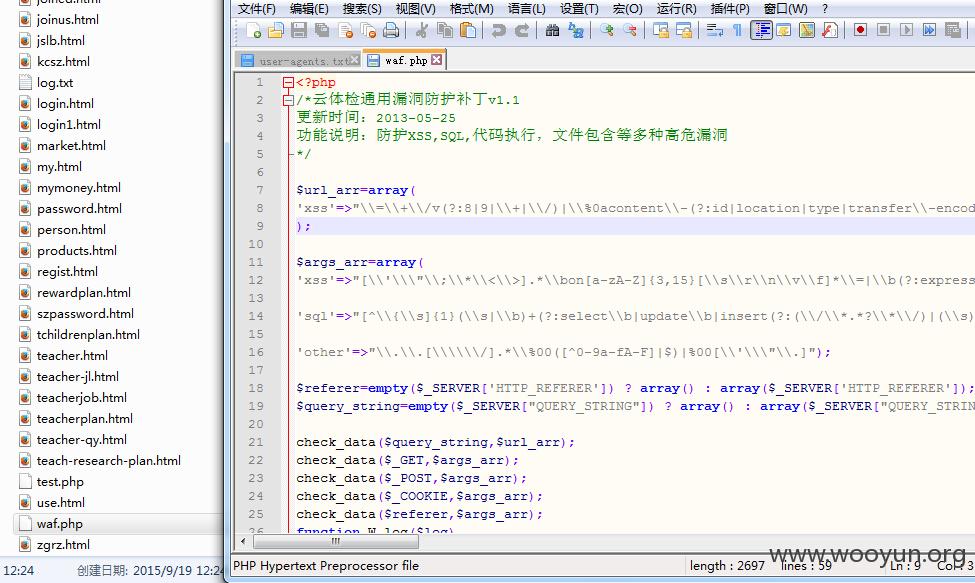 joined.html
joinus.html
jslb.html
kcsz.html
log.txt
login.html
login1.html
market.html
my.html
mymoney.html
password.html
person.html
products.html
regist.html
rewardplan.html
szpassword.html
tchildrenplan.html
teacher.html
teacher-jl.html
teacherjob.html
teacherplan.html
teacher-qy.html
teach-research-plan.html
test.php
use.html
waf.php
zgrz.html
12:24 创建日期: 2015/9/19 12:24
文件(F) 编辑(E) 搜索(S) 视图(V) 格式(M) 语言(L) 设置(T) 宏(O) 运行(R) 插件(P) 窗口(W) ?
user=agents.txt waf.php
1 <?php
2 /*云体检通用漏洞防护补丁v1.1
3 更新时间：2013-05-25
4 功能说明：防护XSS,SQL,代码执行，文件包含等多种高危漏洞
5 */
6
7 $url_arr=array(
8 'xss'=>"\\=\\+\\/v(?:8|9|\\+|\\/)|\\%0acontent\\-(?:id|location|type|transfer\\-encod
9 );
10
11 $args_arr=array(
12 'xss'=>"[\\'\\\"\\;\\*\\<\\>].*\\bon[a-zA-Z]{3,15}[\\s\\r\\n\\v\\f]*\\=|\\b(?:express
13
14 'sql'=>"[^\\{\\s]{1}(\\s|\\b)+(?:select\\b|update\\b|insert(?:(\\/\\*.*?\\*\\/)|(\\s)
15
16 'other'=>"\\.\\.[\\\\\\/].*\\%00([^0-9a-fA-F]|$)|%00[\\'\\\"\\.]");
17
18 $referer=empty($_SERVER['HTTP_REFERER']) ? array() : array($_SERVER['HTTP_REFERER']);
19 $query_string=empty($_SERVER["QUERY_STRING"]) ? array() : array($_SERVER["QUERY_STRIN
20
21 check_data($query_string,$url_arr);
22 check_data($_GET,$args_arr);
23 check_data($_POST,$args_arr);
24 check_data($_COOKIE,$args_arr);
25 check_data($referer,$args_arr);
26 function W_log($log)
www.wooyun.org
PHP Hypertext Preprocessor file length : 2697 lines : 59 Ln : 9 Col : 3